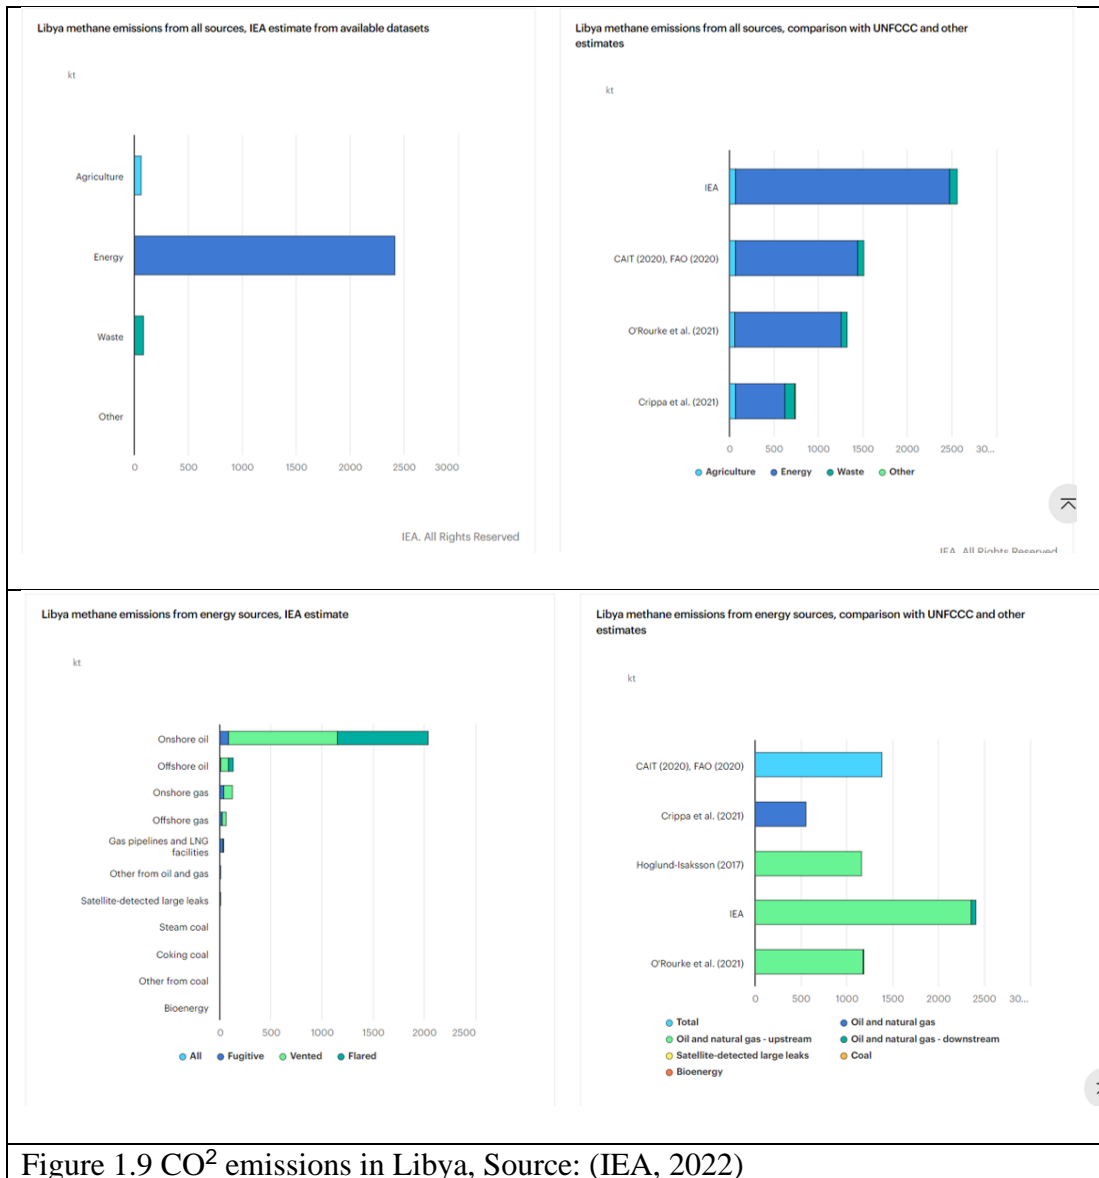 Libya methane emissions from all sources, IEA estimate from available datasets
kt
Agriculture
Energy
Waste
Other
0 500 1000 1500 2000 2500 3000
IEA. All Rights Reserved
Libya methane emissions from all sources, comparison with UNFCCC and other
estimates
kt
IEA
CAIT (2020), FAO (2020)
O'Rourke et al. (2021)
Crippa et al. (2021)
0 500 1000 1500 2000 2500 30...
Agriculture Energy Waste Other
IEA. All Rights Reserved
Libya methane emissions from energy sources, IEA estimate
kt
Onshore oil
Offshore oil
Onshore gas
Offshore gas
Gas pipelines and LNG
facilities
Other from oil and gas
Satellite-detected large leaks
Steam coal
Coking coal
Other from coal
Bioenergy
0 500 1000 1500 2000 2500
All Fugitive Vented Flared
Libya methane emissions from energy sources, comparison with UNFCCC and other
estimates
kt
CAIT (2020), FAO (2020)
Crippa et al. (2021)
Hoglund-Isaksson (2017)
IEA
O'Rourke et al. (2021)
0 500 1000 1500 2000 2500 30...
Total Oil and natural gas
Oil and natural gas - upstream Oil and natural gas - downstream
Satellite-detected large leaks Coal
Bioenergy
Figure 1.9 CO² emissions in Libya, Source: (IEA, 2022)